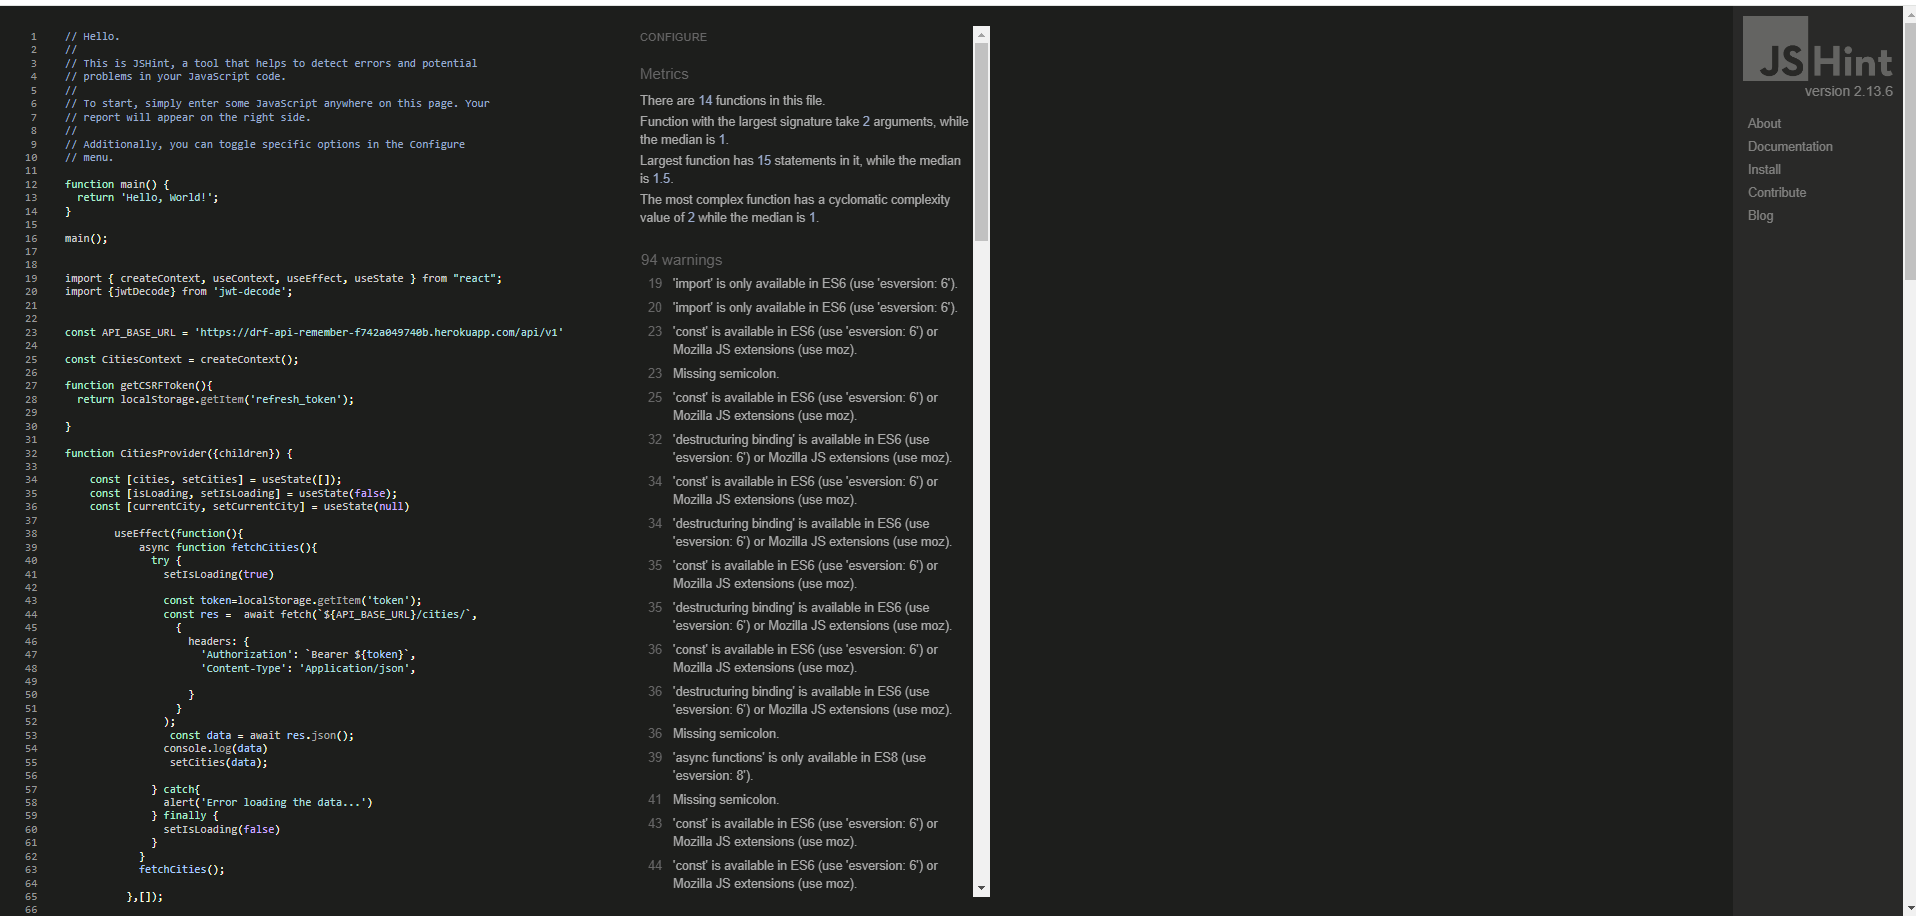 1 // Hello.
2 //
3 // This is JSHint, a tool that helps to detect errors and potential
4 // problems in your JavaScript code.
5 //
6 // To start, simply enter some JavaScript anywhere on this page. Your
7 // report will appear on the right side.
8 //
9 // Additionally, you can toggle specific options in the Configure
10 // menu.
11
12 function main() {
13 return 'Hello, World!';
14 }
15
16 main();
17
18
19 import { createContext, useContext, useEffect, useState } from "react";
20 import {jwtDecode} from 'jwt-decode';
21
22
23 const API_BASE_URL = 'https://drf-api-remember-f742a049740b.herokuapp.com/api/v1'
24
25 const CitiesContext = createContext();
26
27 function getCSRFToken(){
28 return localStorage.getItem('refresh_token');
29
30 }
31
32 function CitiesProvider({children}) {
33
34 const [cities, setCities] = useState([]);
35 const [isLoading, setIsLoading] = useState(false);
36 const [currentCity, setCurrentCity] = useState(null)
37
38 useEffect(function(){
39 async function fetchCities(){
40 try {
41 setIsLoading(true)
42
43 const token=localStorage.getItem('token');
44 const res =  await fetch(`${API_BASE_URL}/cities/`,
45 {
46 headers: {
47 'Authorization': `Bearer ${token}`,
48 'Content-Type': 'Application/json',
49
50 }
51 }
52 );
53 const data = await res.json();
54 console.log(data)
55 setCities(data);
56
57 } catch{
58 alert('Error loading the data...')
59 } finally {
60 setIsLoading(false)
61 }
62 }
63 fetchCities();
64
65 },[]);
66
CONFIGURE
Metrics
There are 14 functions in this file.
Function with the largest signature take 2 arguments, while
the median is 1.
Largest function has 15 statements in it, while the median
is 1.5.
The most complex function has a cyclomatic complexity
value of 2 while the median is 1.
94 warnings
19 'import' is only available in ES6 (use 'esversion: 6').
20 'import' is only available in ES6 (use 'esversion: 6').
23 'const' is available in ES6 (use 'esversion: 6') or
Mozilla JS extensions (use moz).
23 Missing semicolon.
25 'const' is available in ES6 (use 'esversion: 6') or
Mozilla JS extensions (use moz).
32 'destructuring binding' is available in ES6 (use
'esversion: 6') or Mozilla JS extensions (use moz).
34 'const' is available in ES6 (use 'esversion: 6') or
Mozilla JS extensions (use moz).
34 'destructuring binding' is available in ES6 (use
'esversion: 6') or Mozilla JS extensions (use moz).
35 'const' is available in ES6 (use 'esversion: 6') or
Mozilla JS extensions (use moz).
35 'destructuring binding' is available in ES6 (use
'esversion: 6') or Mozilla JS extensions (use moz).
36 'const' is available in ES6 (use 'esversion: 6') or
Mozilla JS extensions (use moz).
36 'destructuring binding' is available in ES6 (use
'esversion: 6') or Mozilla JS extensions (use moz).
36 Missing semicolon.
39 'async functions' is only available in ES8 (use
'esversion: 8').
41 Missing semicolon.
43 'const' is available in ES6 (use 'esversion: 6') or
Mozilla JS extensions (use moz).
44 'const' is available in ES6 (use 'esversion: 6') or
Mozilla JS extensions (use moz).
JSHint
version 2.13.6
About
Documentation
Install
Contribute
Blog